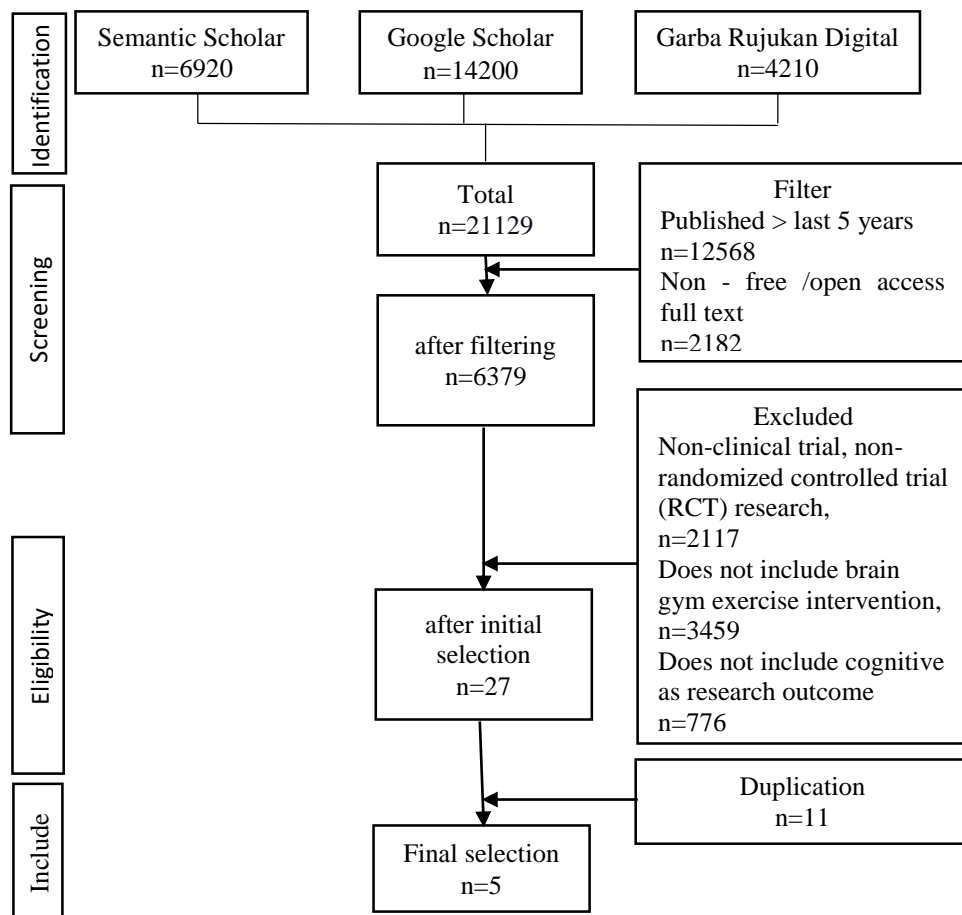 Identification
Semantic Scholar
n=6920
Google Scholar
n=14200
Garba Rujukan Digital
n=4210
Screening
Total
n=21129
Filter
Published > last 5 years
n=12568
Non - free /open access
full text
n=2182
after filtering
n=6379
Excluded
Non-clinical trial, non-
randomized controlled trial
(RCT) research,
n=2117
Does not include brain
gym exercise intervention,
n=3459
Does not include cognitive
as research outcome
n=776
Eligibility
after initial
selection
n=27
Duplication
n=11
Include
Final selection
n=5